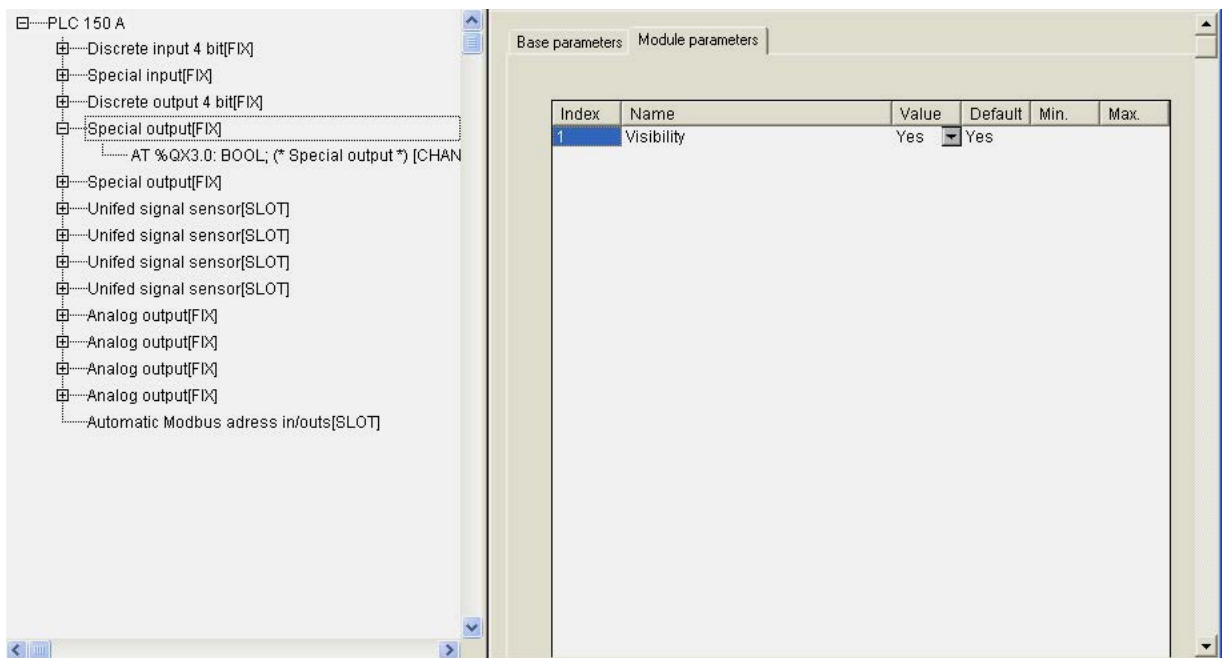 PLC 150 A
Discrete input 4 bit[FIX]
Special input[FIX]
Discrete output 4 bit[FIX]
Special output[FIX]
AT %QX3.0: BOOL; (* Special output *) [CHAN
Special output[FIX]
Unifed signal sensor[SLOT]
Unifed signal sensor[SLOT]
Unifed signal sensor[SLOT]
Unifed signal sensor[SLOT]
Analog output[FIX]
Analog output[FIX]
Analog output[FIX]
Analog output[FIX]
Automatic Modbus adress in/outs[SLOT]
Base parameters Module parameters
Index Name Value Default Min. Max.
1 Visibility Yes Yes